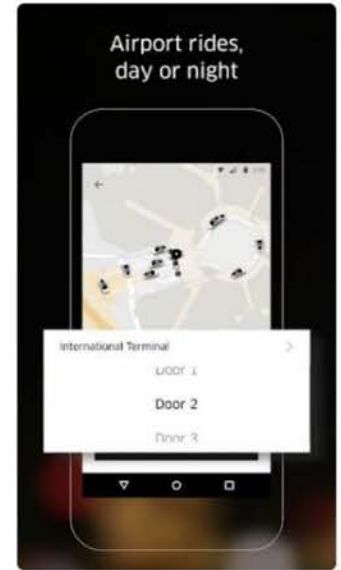 Airport rides,
day or night
International Terminal
Door 1
Door 2
Door 3